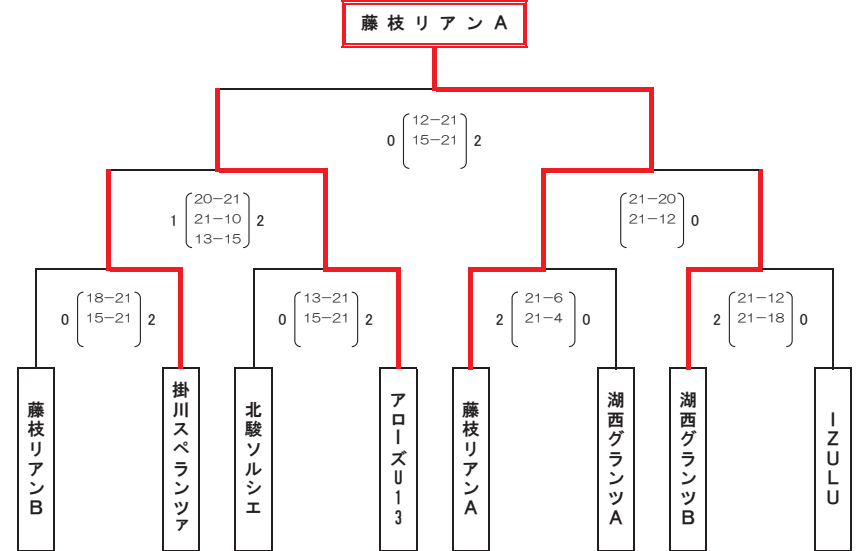 藤枝リアンA
0 12-21 2
15-21
1 20-21 2
21-10
13-15
21-20 0
21-12
0 18-21 2
15-21
0 13-21 2
15-21
2 21-6 0
21-4
2 21-12 0
21-18
藤枝リアンB
掛川スペランツァ
北駿ソルシエ
アローズU13
藤枝リアンA
湖西グランツA
湖西グランツB
IZULU